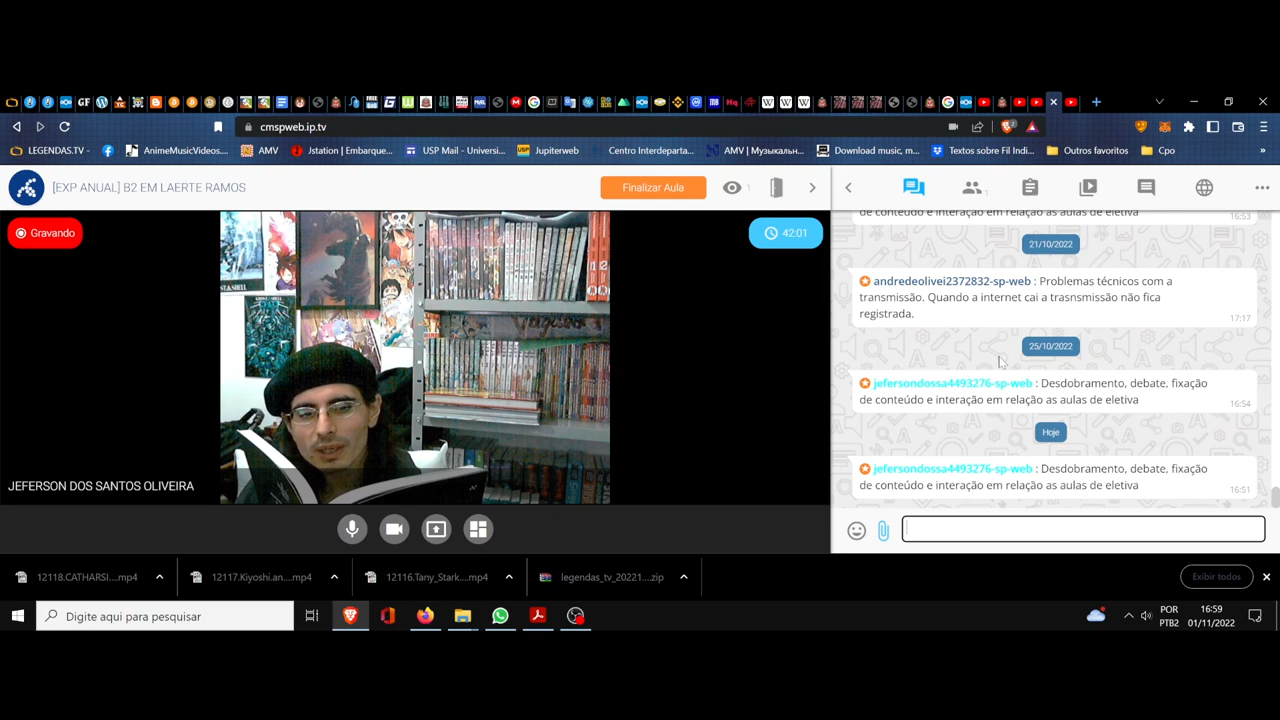 cmspweb.ip.tv
2
LEGENDAS.TV -
AnimeMusicVideos...
AMV
Jstation | Embarque...
USP Mail - Universi...
Jupiterweb
Centro Interdeparta...
AMV | Музыкальн...
Download music, m...
Textos sobre Fil Indi...
Outros favoritos
Cpo
»
[EXP ANUAL] B2 EM LAERTE RAMOS
Finalizar Aula
1
1
Gravando
42:01
JEFERSON DOS SANTOS OLIVEIRA
de conteúdo e interação em relação as aulas de eletiva
16:53
21/10/2022
andredeolivei2372832-sp-web : Problemas técnicos com a
transmissão. Quando a internet cai a trasnsmissão não fica
registrada.
17:17
25/10/2022
jefersondossa4493276-sp-web : Desdobramento, debate, fixação
de conteúdo e interação em relação as aulas de eletiva
16:54
Hoje
jefersondossa4493276-sp-web : Desdobramento, debate, fixação
de conteúdo e interação em relação as aulas de eletiva
16:51
12118.CATHARSI....mp4
12117.Kiyoshi.an....mp4
12116.Tany_Stark....mp4
legendas_tv_20221....zip
Exibir todos
Digite aqui para pesquisar
POR
PTB2
16:59
01/11/2022